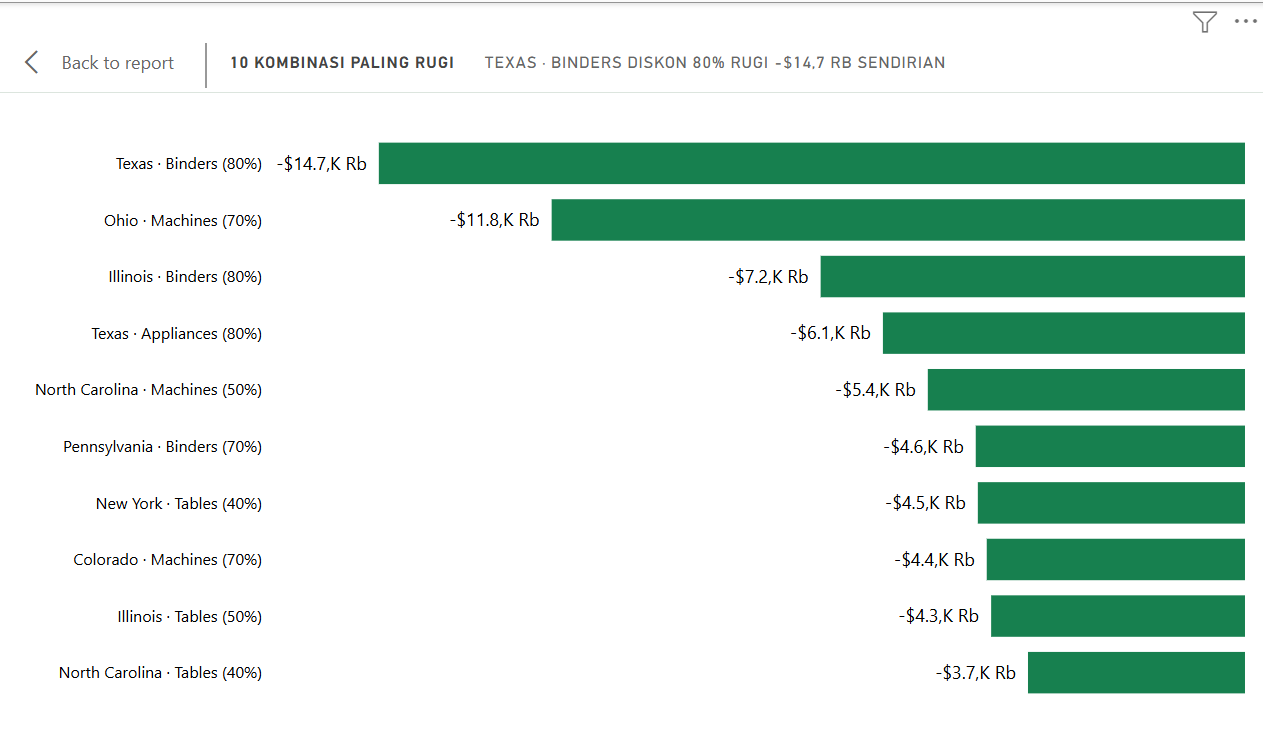 Back to report
10 KOMBINASI PALING RUGI
TEXAS · BINDERS DISKON 80% RUGI -$14,7 RB SENDIRIAN
Texas · Binders (80%) -$14.7,K Rb
Ohio · Machines (70%) -$11.8,K Rb
Illinois · Binders (80%) -$7.2,K Rb
Texas · Appliances (80%) -$6.1,K Rb
North Carolina · Machines (50%) -$5.4,K Rb
Pennsylvania · Binders (70%) -$4.6,K Rb
New York · Tables (40%) -$4.5,K Rb
Colorado · Machines (70%) -$4.4,K Rb
Illinois · Tables (50%) -$4.3,K Rb
North Carolina · Tables (40%) -$3.7,K Rb